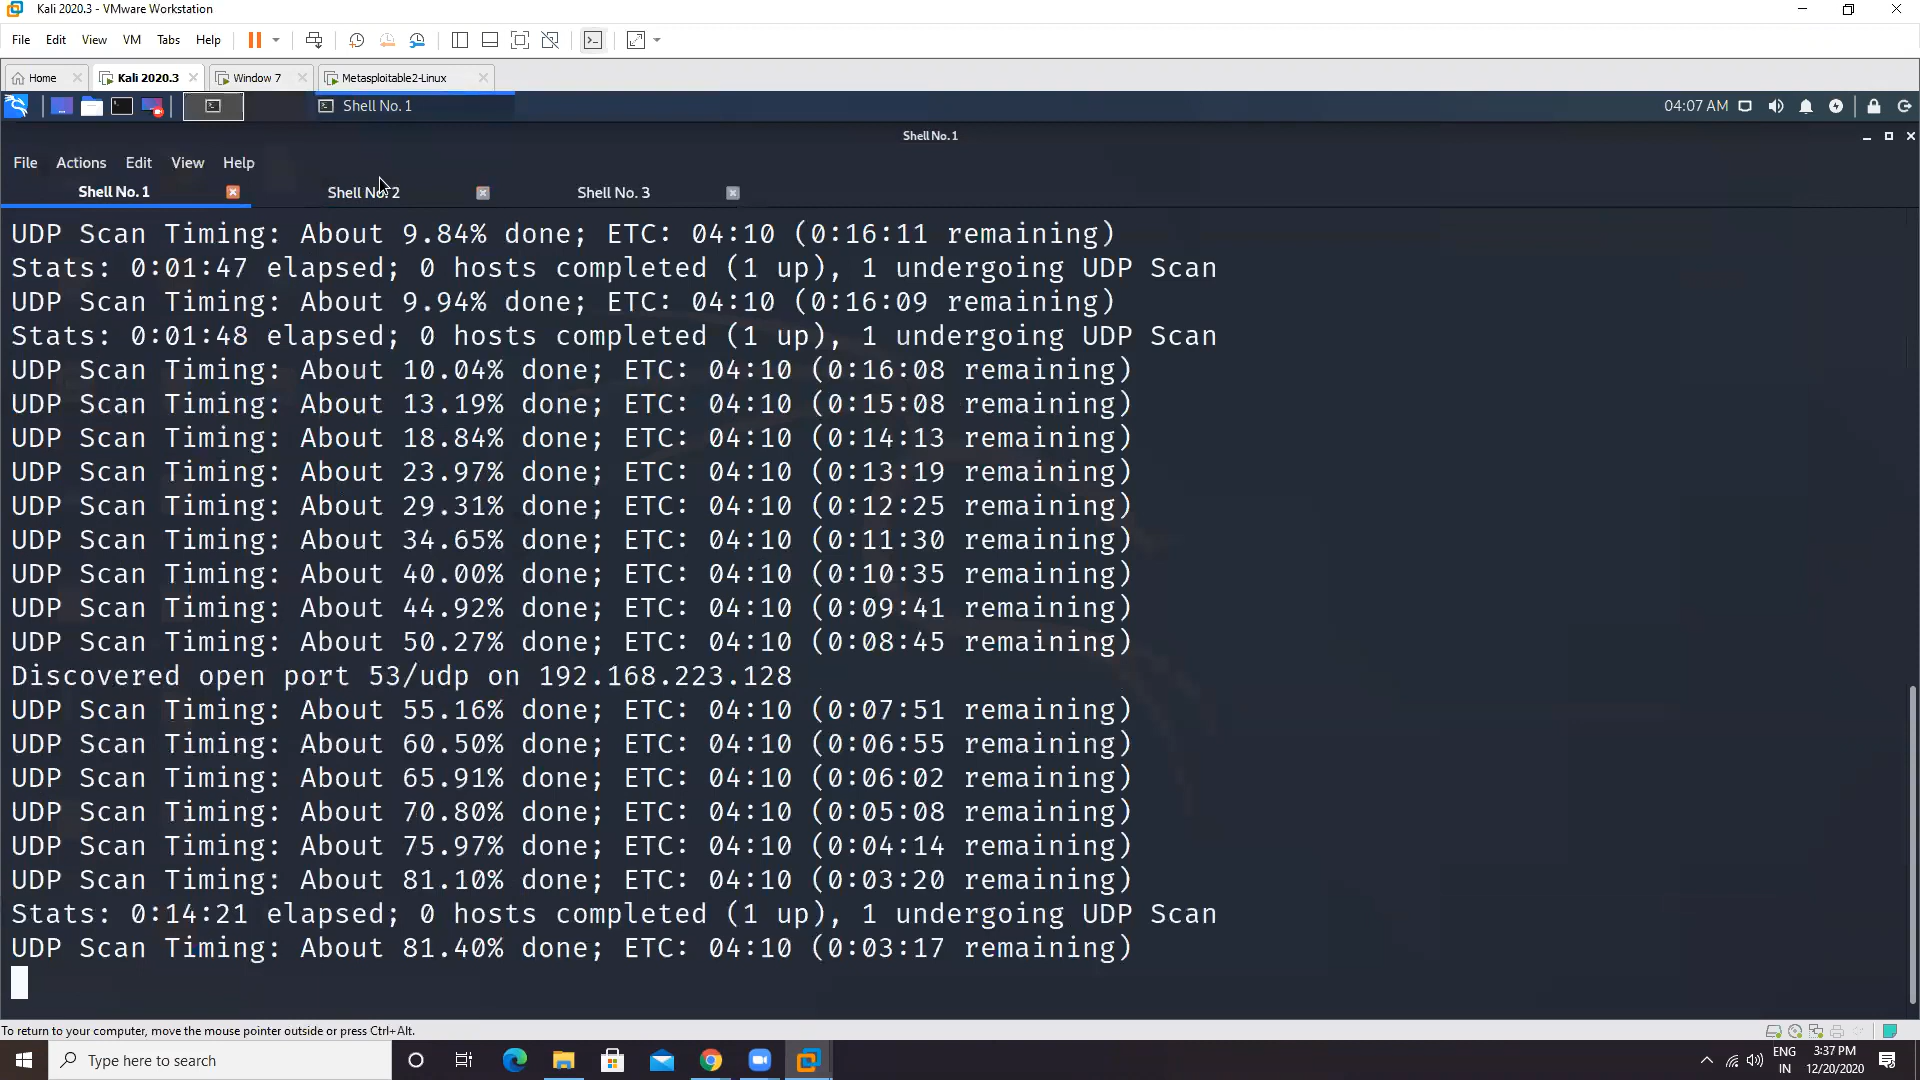 Kali 2020.3 - VMware Workstation
File Edit View VM Tabs Help
Home Kali 2020.3 Window 7 Metasploitable2-Linux
Shell No. 1 04:07 AM
Shell No.1
File Actions Edit View Help
Shell No. 1 Shell No. 2 Shell No. 3
UDP Scan Timing: About 9.84% done; ETC: 04:10 (0:16:11 remaining)
Stats: 0:01:47 elapsed; 0 hosts completed (1 up), 1 undergoing UDP Scan
UDP Scan Timing: About 9.94% done; ETC: 04:10 (0:16:09 remaining)
Stats: 0:01:48 elapsed; 0 hosts completed (1 up), 1 undergoing UDP Scan
UDP Scan Timing: About 10.04% done; ETC: 04:10 (0:16:08 remaining)
UDP Scan Timing: About 13.19% done; ETC: 04:10 (0:15:08 remaining)
UDP Scan Timing: About 18.84% done; ETC: 04:10 (0:14:13 remaining)
UDP Scan Timing: About 23.97% done; ETC: 04:10 (0:13:19 remaining)
UDP Scan Timing: About 29.31% done; ETC: 04:10 (0:12:25 remaining)
UDP Scan Timing: About 34.65% done; ETC: 04:10 (0:11:30 remaining)
UDP Scan Timing: About 40.00% done; ETC: 04:10 (0:10:35 remaining)
UDP Scan Timing: About 44.92% done; ETC: 04:10 (0:09:41 remaining)
UDP Scan Timing: About 50.27% done; ETC: 04:10 (0:08:45 remaining)
Discovered open port 53/udp on 192.168.223.128
UDP Scan Timing: About 55.16% done; ETC: 04:10 (0:07:51 remaining)
UDP Scan Timing: About 60.50% done; ETC: 04:10 (0:06:55 remaining)
UDP Scan Timing: About 65.91% done; ETC: 04:10 (0:06:02 remaining)
UDP Scan Timing: About 70.80% done; ETC: 04:10 (0:05:08 remaining)
UDP Scan Timing: About 75.97% done; ETC: 04:10 (0:04:14 remaining)
UDP Scan Timing: About 81.10% done; ETC: 04:10 (0:03:20 remaining)
Stats: 0:14:21 elapsed; 0 hosts completed (1 up), 1 undergoing UDP Scan
UDP Scan Timing: About 81.40% done; ETC: 04:10 (0:03:17 remaining)
To return to your computer, move the mouse pointer outside or press Ctrl+Alt.
Type here to search
ENG 3:37 PM
IN 12/20/2020